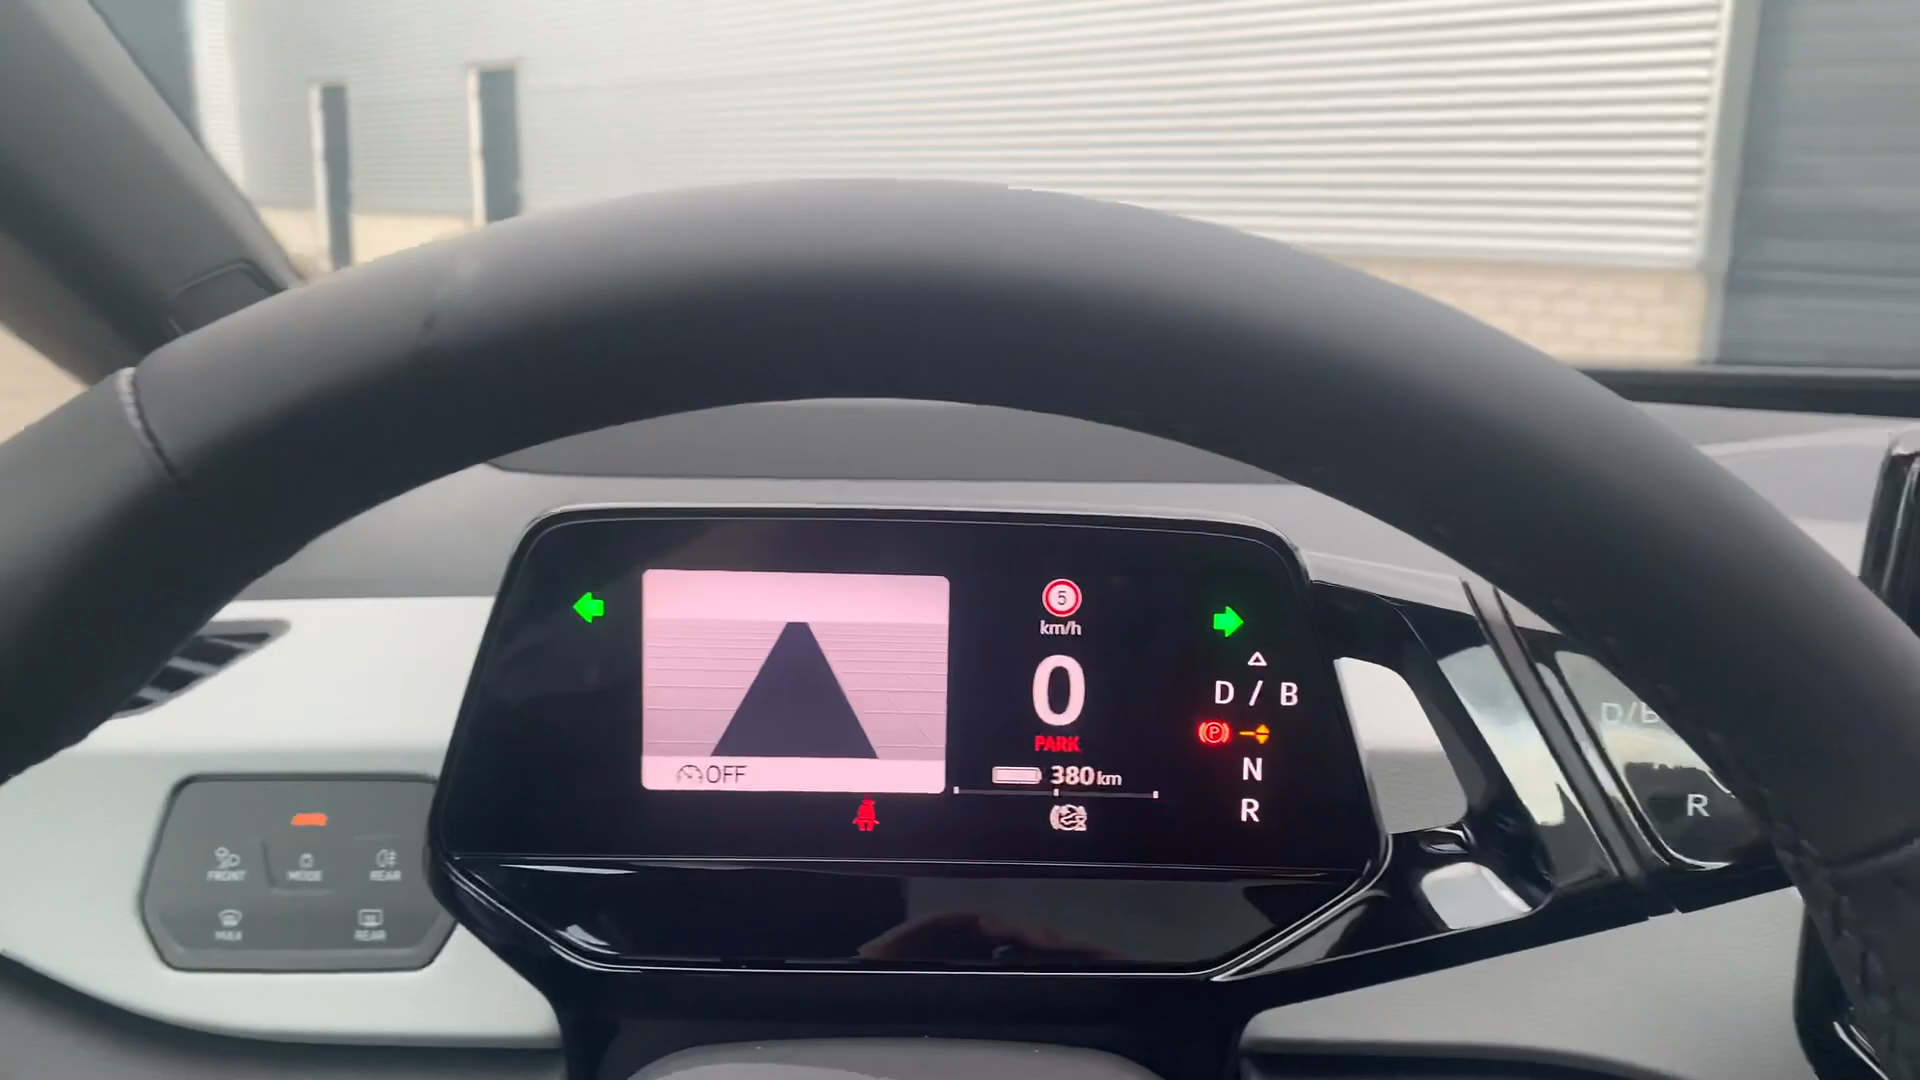 5
km/h
0
PARK
380 km
OFF
D / B
P
N
R
D/B
R
FRONT
MODE
REAR
MAX
REAR